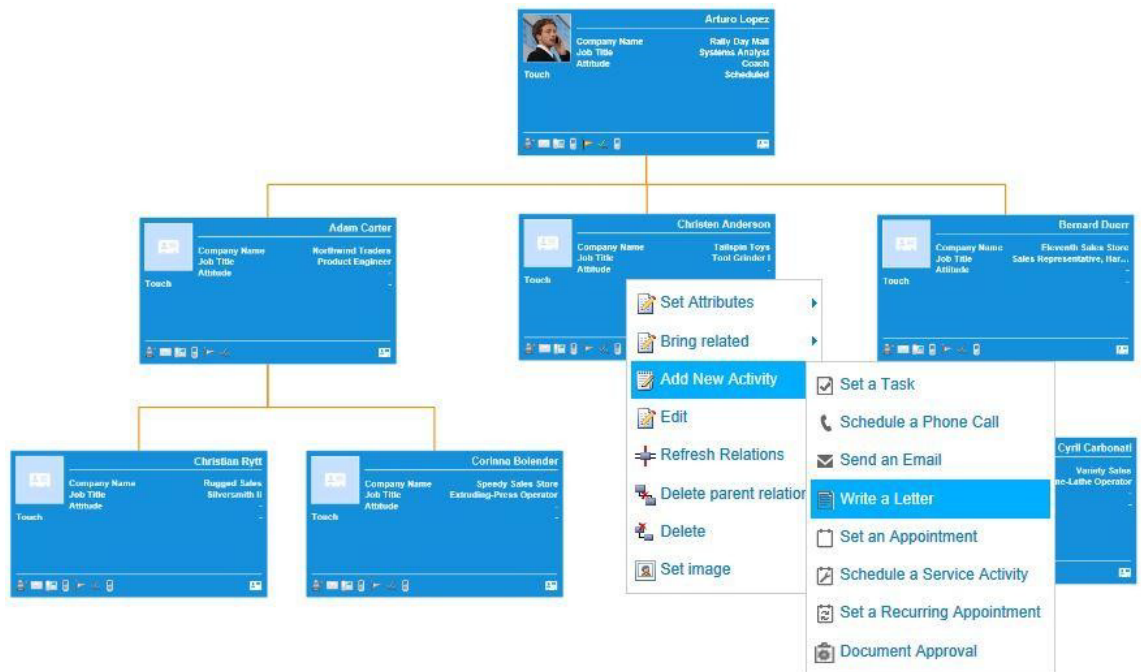 Arturo Lopez
Company Name Rally Day Mall
Job Title Systems Analyst
Attitude Coach
Touch Scheduled
Adam Carter
Company Name Northwind Traders
Job Title Product Engineer
Attitude -
Touch -
Christen Anderson
Company Name Tailspin Toys
Job Title Tool Grinder I
Attitude -
Touch
Bernard Duerr
Company Name Eleventh Sales Store
Job Title Sales Representative, Har...
Attitude -
Touch -
Set Attributes
Bring related
Add New Activity
Edit
Refresh Relations
Delete parent relation
Delete
Set image
Set a Task
Schedule a Phone Call
Send an Email
Write a Letter
Set an Appointment
Schedule a Service Activity
Set a Recurring Appointment
Document Approval
Christian Rytt
Company Name Rugged Sales
Job Title Silversmith Ii
Attitude -
Touch -
Corinna Bolender
Company Name Speedy Sales Store
Job Title Extruding-Press Operator
Attitude -
Touch -
Cyril Carbonati
Variety Sales
ne-Lathe Operator
-